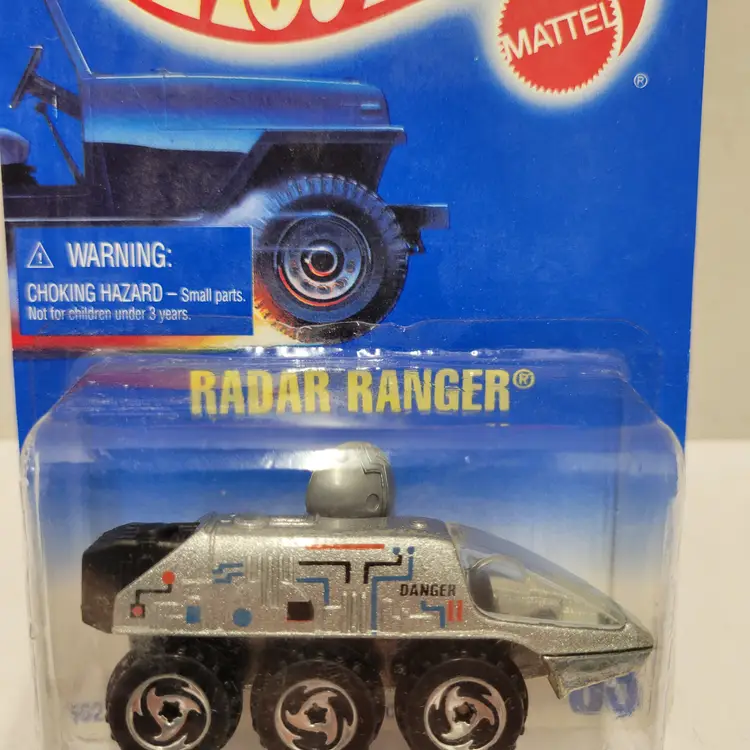 MATTEL
®
⚠ WARNING:
CHOKING HAZARD – Small parts.
Not for children under 3 years.
RADAR RANGER®
DANGER